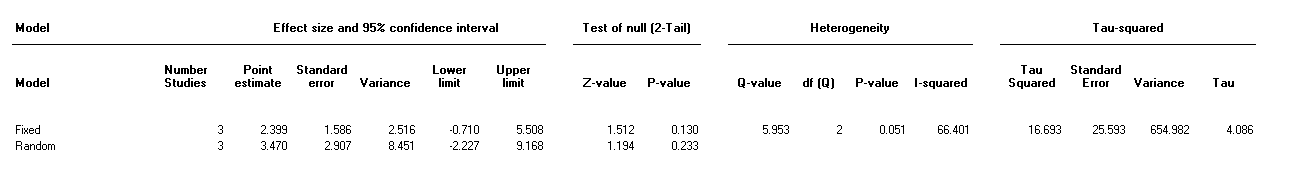 Model Effect size and 95% confidence interval Test of null (2-Tail) Heterogeneity Tau-squared
Number Point Standard Lower Upper Tau Standard
Model Studies estimate error Variance limit limit Z-value P-value Q-value df (Q) P-value I-squared Squared Error Variance Tau
Fixed 3 2.399 1.586 2.516 -0.710 5.508 1.512 0.130 5.953 2 0.051 66.401 16.693 25.593 654.982 4.086
Random 3 3.470 2.907 8.451 -2.227 9.168 1.194 0.233